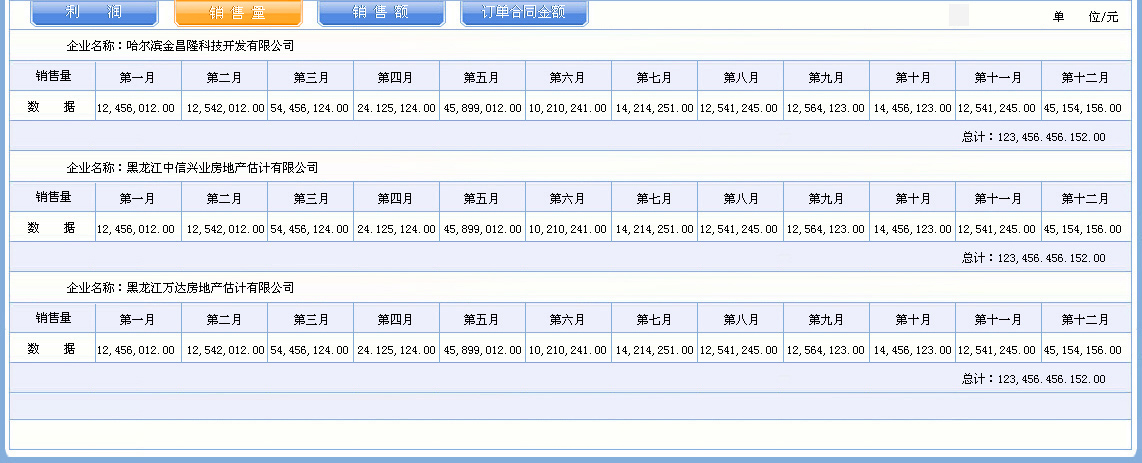 利 润 销 售 量 销 售 额 订单合同金额 单 位/元
企业名称：哈尔滨金昌隆科技开发有限公司
销售量 第一月 第二月 第三月 第四月 第五月 第六月 第七月 第八月 第九月 第十月 第十一月 第十二月
数 据 12,456,012.00 12,542,012.00 54,456,124.00 24.125,124.00 45,899,012.00 10,210,241.00 14,214,251.00 12,541,245.00 12,564,123.00 14,456,123.00 12,541,245.00 45,154,156.00
总计：123,456.456.152.00
企业名称：黑龙江中信兴业房地产估计有限公司
销售量 第一月 第二月 第三月 第四月 第五月 第六月 第七月 第八月 第九月 第十月 第十一月 第十二月
数 据 12,456,012.00 12,542,012.00 54,456,124.00 24.125,124.00 45,899,012.00 10,210,241.00 14,214,251.00 12,541,245.00 12,564,123.00 14,456,123.00 12,541,245.00 45,154,156.00
总计：123,456.456.152.00
企业名称：黑龙江万达房地产估计有限公司
销售量 第一月 第二月 第三月 第四月 第五月 第六月 第七月 第八月 第九月 第十月 第十一月 第十二月
数 据 12,456,012.00 12,542,012.00 54,456,124.00 24.125,124.00 45,899,012.00 10,210,241.00 14,214,251.00 12,541,245.00 12,564,123.00 14,456,123.00 12,541,245.00 45,154,156.00
总计：123,456.456.152.00